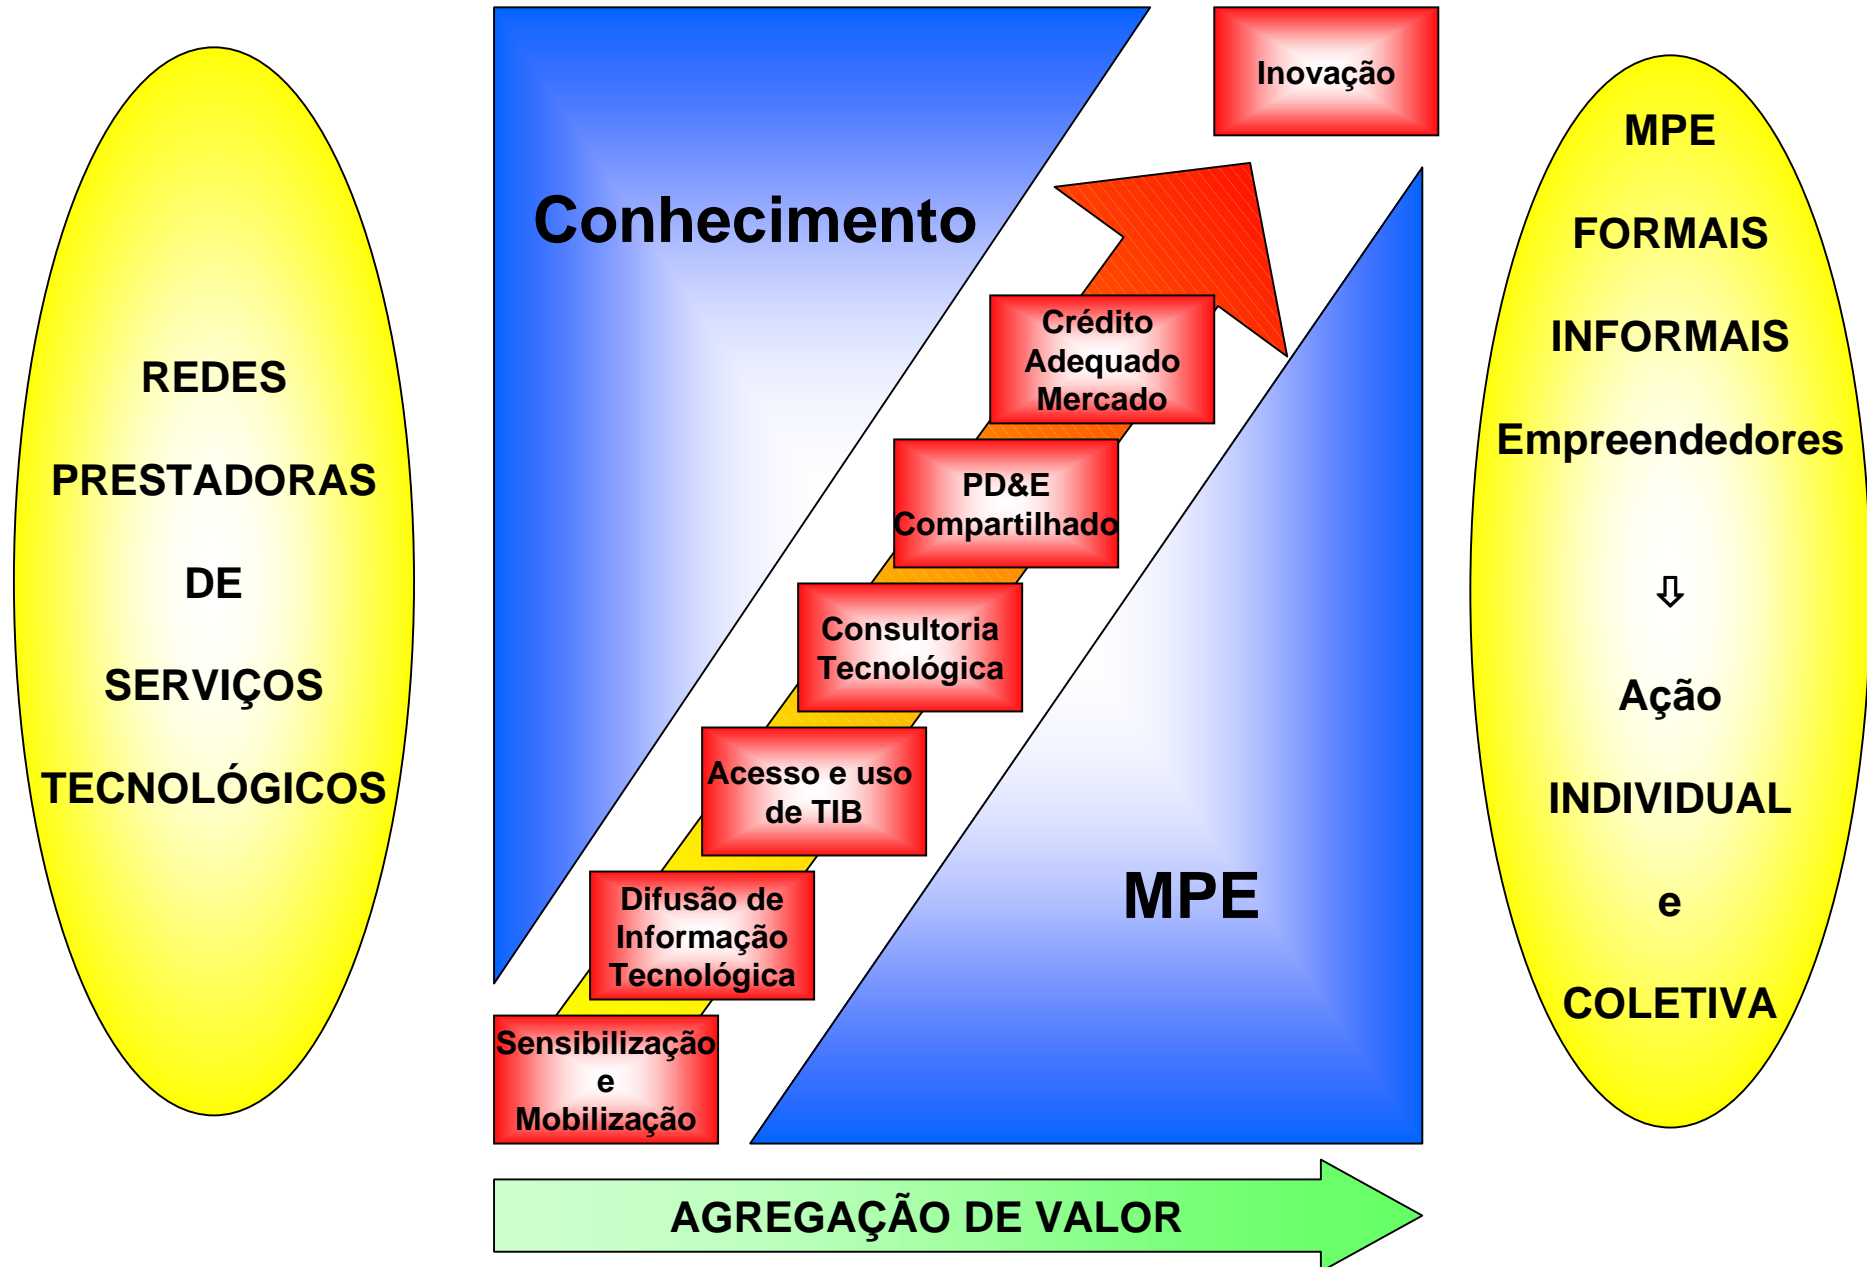 REDES
PRESTADORAS
DE
SERVIÇOS
TECNOLÓGICOS
Conhecimento
Inovação
Crédito
Adequado
Mercado
PD&E
Compartilhado
Consultoria
Tecnológica
Acesso e uso
de TIB
Difusão de
Informação
Tecnológica
Sensibilização
e
Mobilização
MPE
AGREGAÇÃO DE VALOR
MPE
FORMAIS
INFORMAIS
Empreendedores
⇩
Ação
INDIVIDUAL
e
COLETIVA